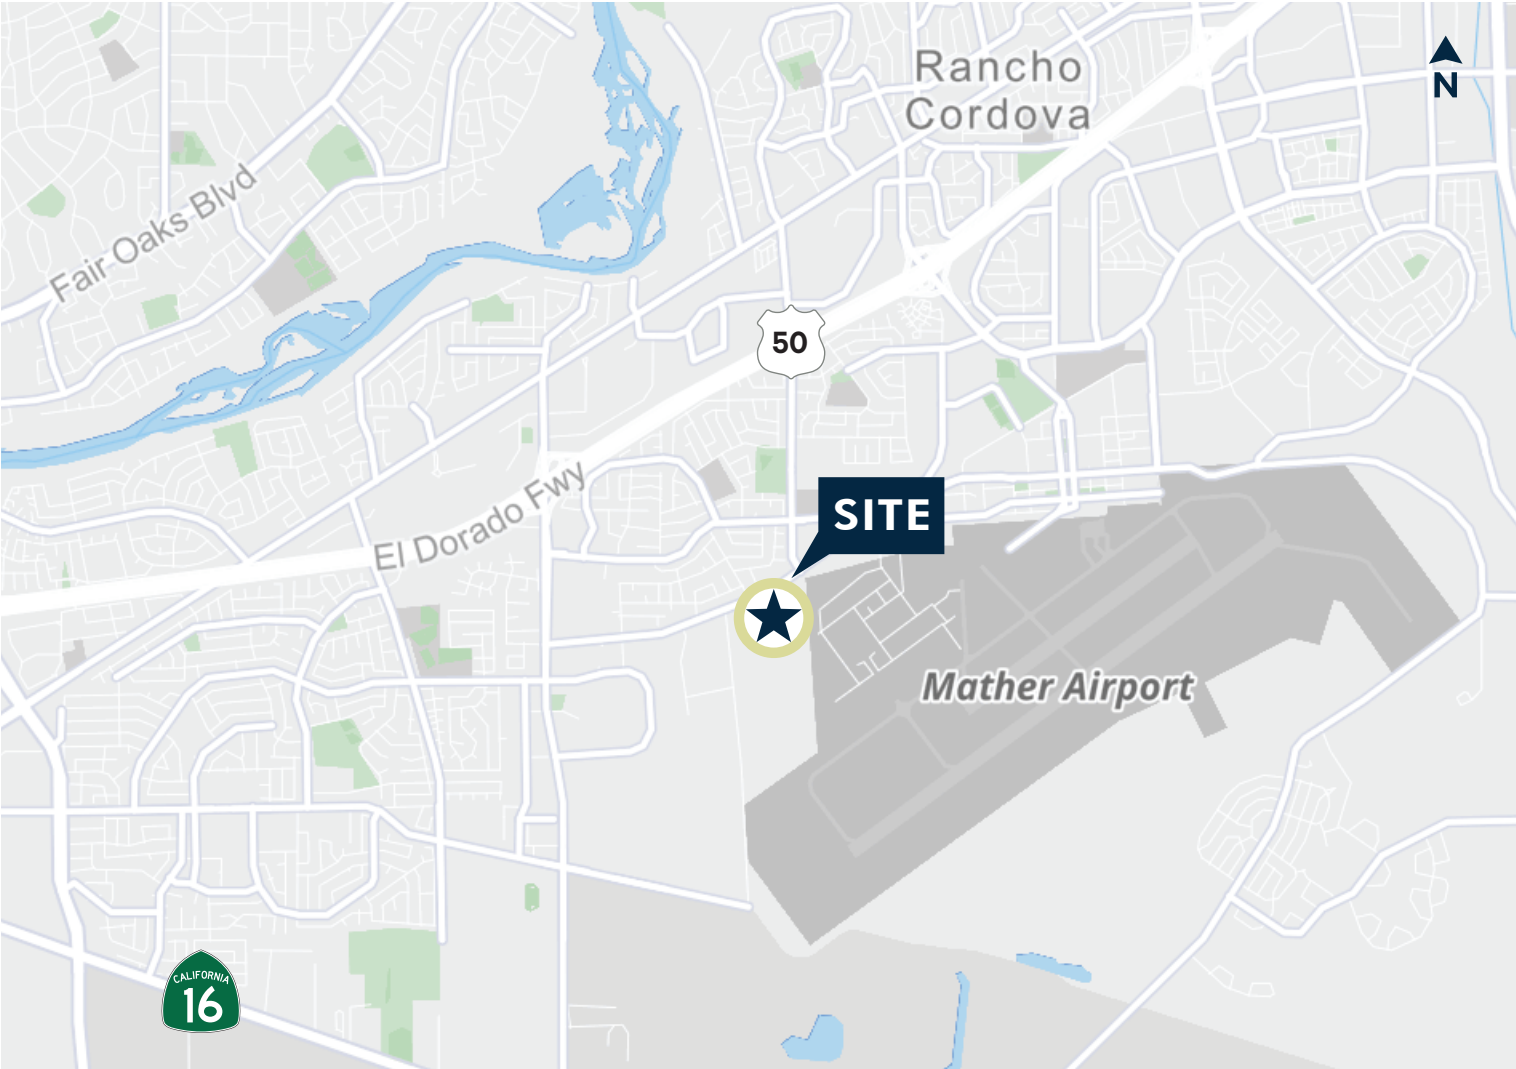 Rancho
Cordova
N
Fair Oaks Blvd
50
El Dorado Fwy
SITE
Mather Airport
CALIFORNIA
16